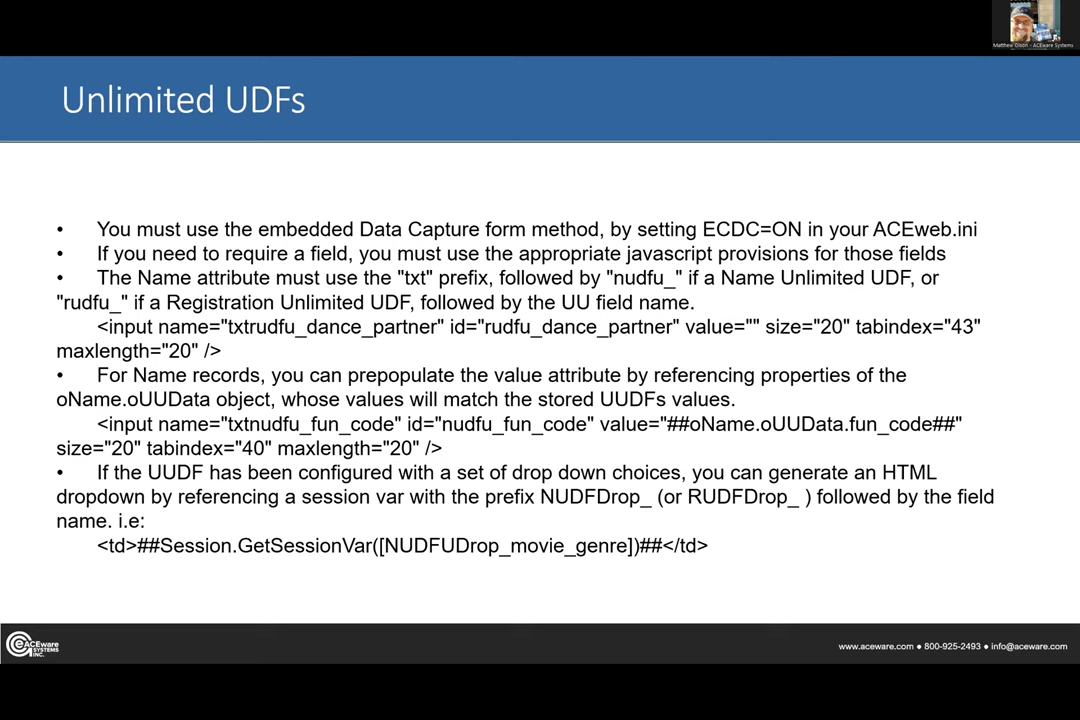 Matthew Olson - ACEware Systems
Unlimited UDFs
• You must use the embedded Data Capture form method, by setting ECDC=ON in your ACEweb.ini
• If you need to require a field, you must use the appropriate javascript provisions for those fields
• The Name attribute must use the "txt" prefix, followed by "nudfu_" if a Name Unlimited UDF, or
"rudfu_" if a Registration Unlimited UDF, followed by the UU field name.
<input name="txtrudfu_dance_partner" id="rudfu_dance_partner" value="" size="20" tabindex="43"
maxlength="20" />
• For Name records, you can prepopulate the value attribute by referencing properties of the
oName.oUUData object, whose values will match the stored UUDFs values.
<input name="txtnudfu_fun_code" id="nudfu_fun_code" value="##oName.oUUData.fun_code##"
size="20" tabindex="40" maxlength="20" />
• If the UUDF has been configured with a set of drop down choices, you can generate an HTML
dropdown by referencing a session var with the prefix NUDFDrop_ (or RUDFDrop_ ) followed by the field
name. i.e:
<td>##Session.GetSessionVar([NUDFUDrop_movie_genre])##</td>
ACEware
SYSTEMS
INC.
www.aceware.com ● 800-925-2493 ● info@aceware.com